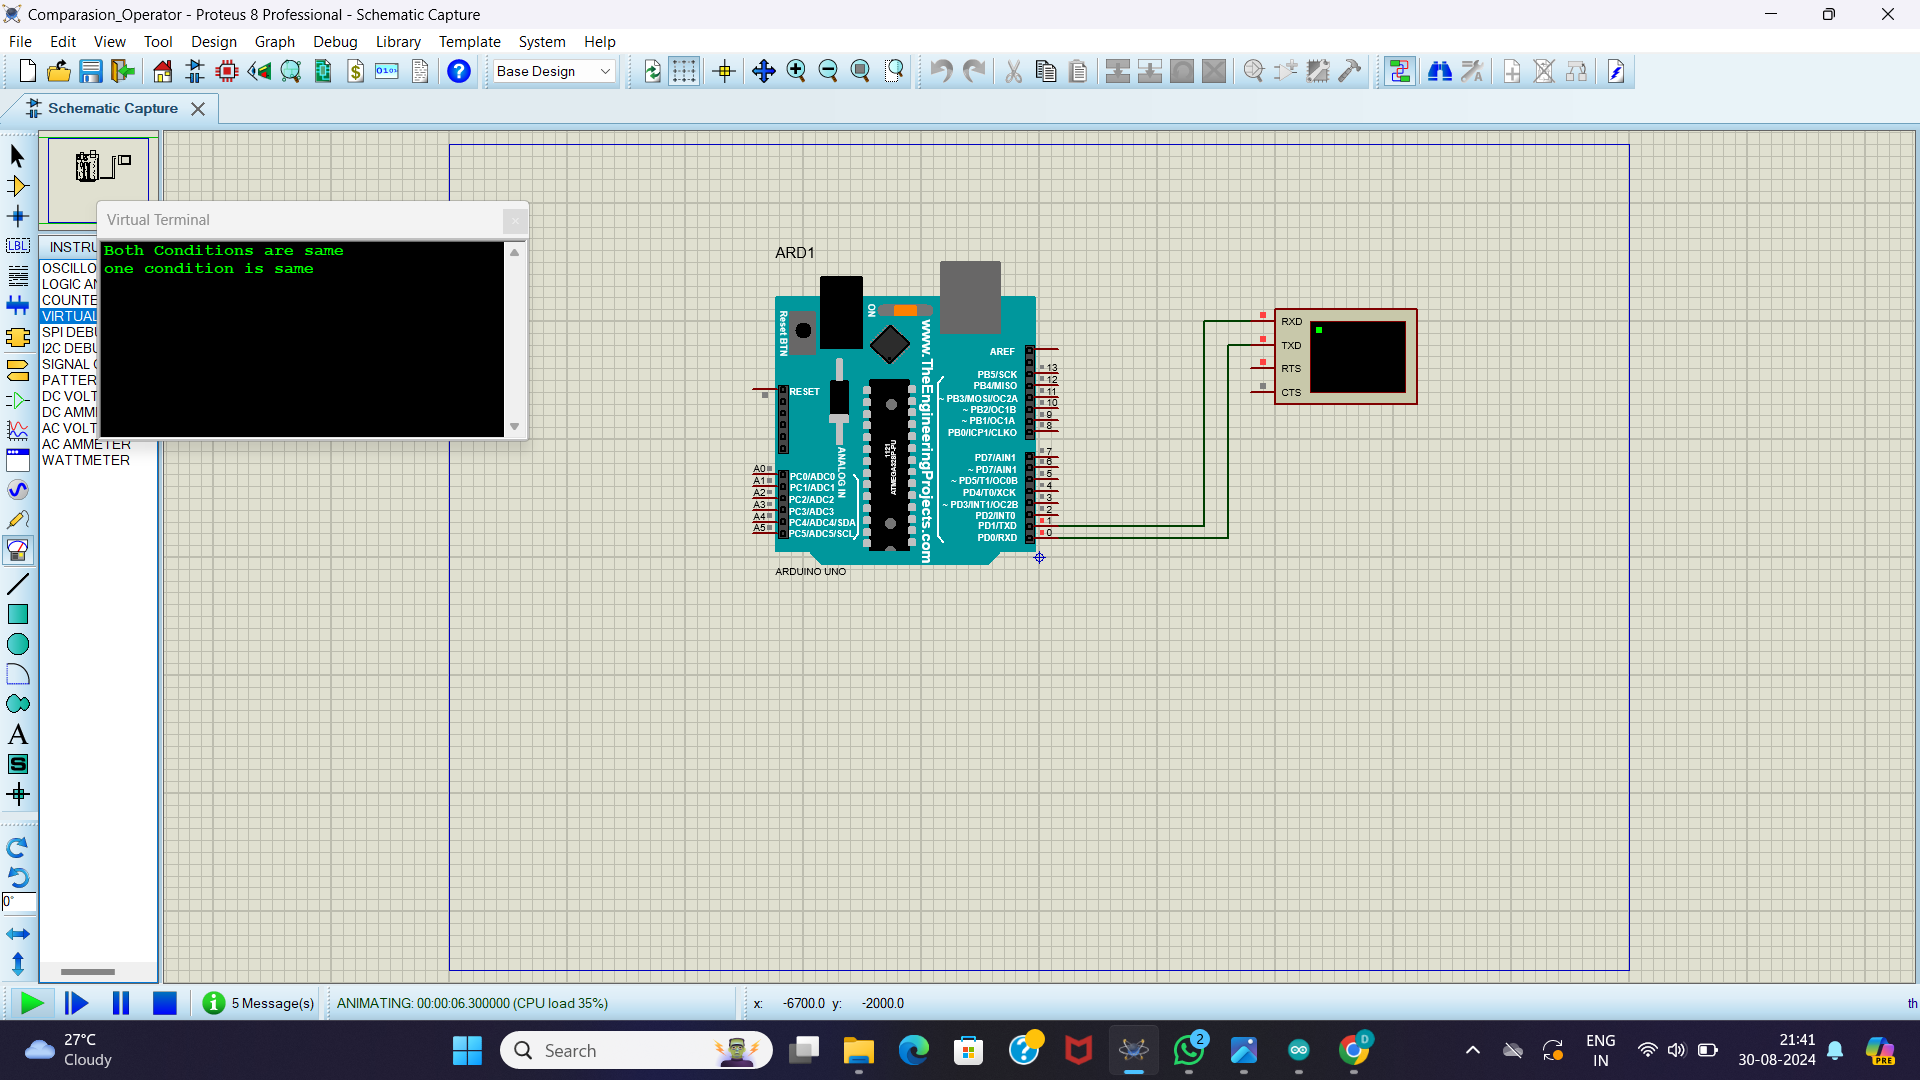 Comparasion_Operator - Proteus 8 Professional - Schematic Capture
File Edit View Tool Design Graph Debug Library Template System Help
Base Design
Schematic Capture
Virtual Terminal
Both Conditions are same
one condition is same
INSTRU
OSCILLO
LOGIC AN
COUNTE
VIRTUAL
SPI DEBU
I2C DEBU
SIGNAL G
PATTER
DC VOLT
DC AMM
AC VOLT
AC AMMETER
WATTMETER
LBL
A
S
0°
ARD1
Reset BTN
ON
www.TheEngineeringProjects.com
RESET
ANALOG IN
1121
ATMEGA328P-PU
AREF
PB5/SCK 13
PB4/MISO 12
~ PB3/MOSI/OC2A 11
~ PB2/OC1B 10
~ PB1/OC1A 9
PB0/ICP1/CLKO 8
PD7/AIN1 7
~ PD7/AIN1 6
~ PD5/T1/OC0B 5
PD4/T0/XCK 4
~ PD3/INT1/OC2B 3
PD2/INT0 2
PD1/TXD 1
PD0/RXD 0
A0 PC0/ADC0
A1 PC1/ADC1
A2 PC2/ADC2
A3 PC3/ADC3
A4 PC4/ADC4/SDA
A5 PC5/ADC5/SCL
ARDUINO UNO
RXD
TXD
RTS
CTS
5 Message(s) ANIMATING: 00:00:06.300000 (CPU load 35%) x: -6700.0 y: -2000.0 th
27°C
Cloudy
Search
2
D
ENG
IN
21:41
30-08-2024
PRE